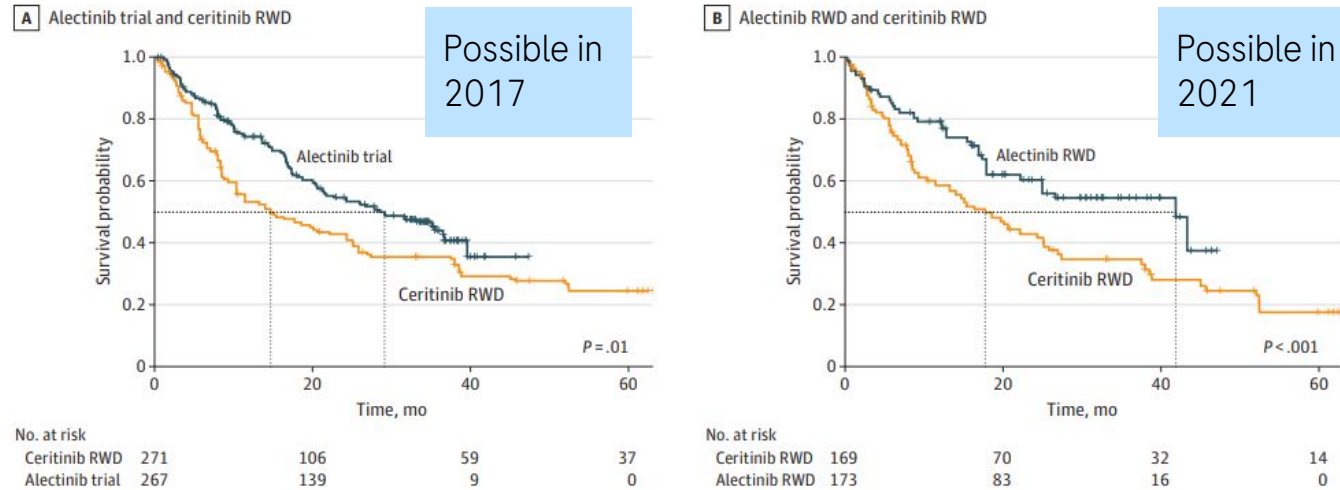 A Alectinib trial and ceritinib RWD
Possible in
2017
1.0
0.8
0.6
0.4
0.2
0
Survival probability
Alectinib trial
Ceritinib RWD
P = .01
0 20 40 60
Time, mo
No. at risk
Ceritinib RWD 271 106 59 37
Alectinib trial 267 139 9 0
B Alectinib RWD and ceritinib RWD
Possible in
2021
1.0
0.8
0.6
0.4
0.2
0
Survival probability
Alectinib RWD
Ceritinib RWD
P < .001
0 20 40 60
Time, mo
No. at risk
Ceritinib RWD 169 70 32 14
Alectinib RWD 173 83 16 0